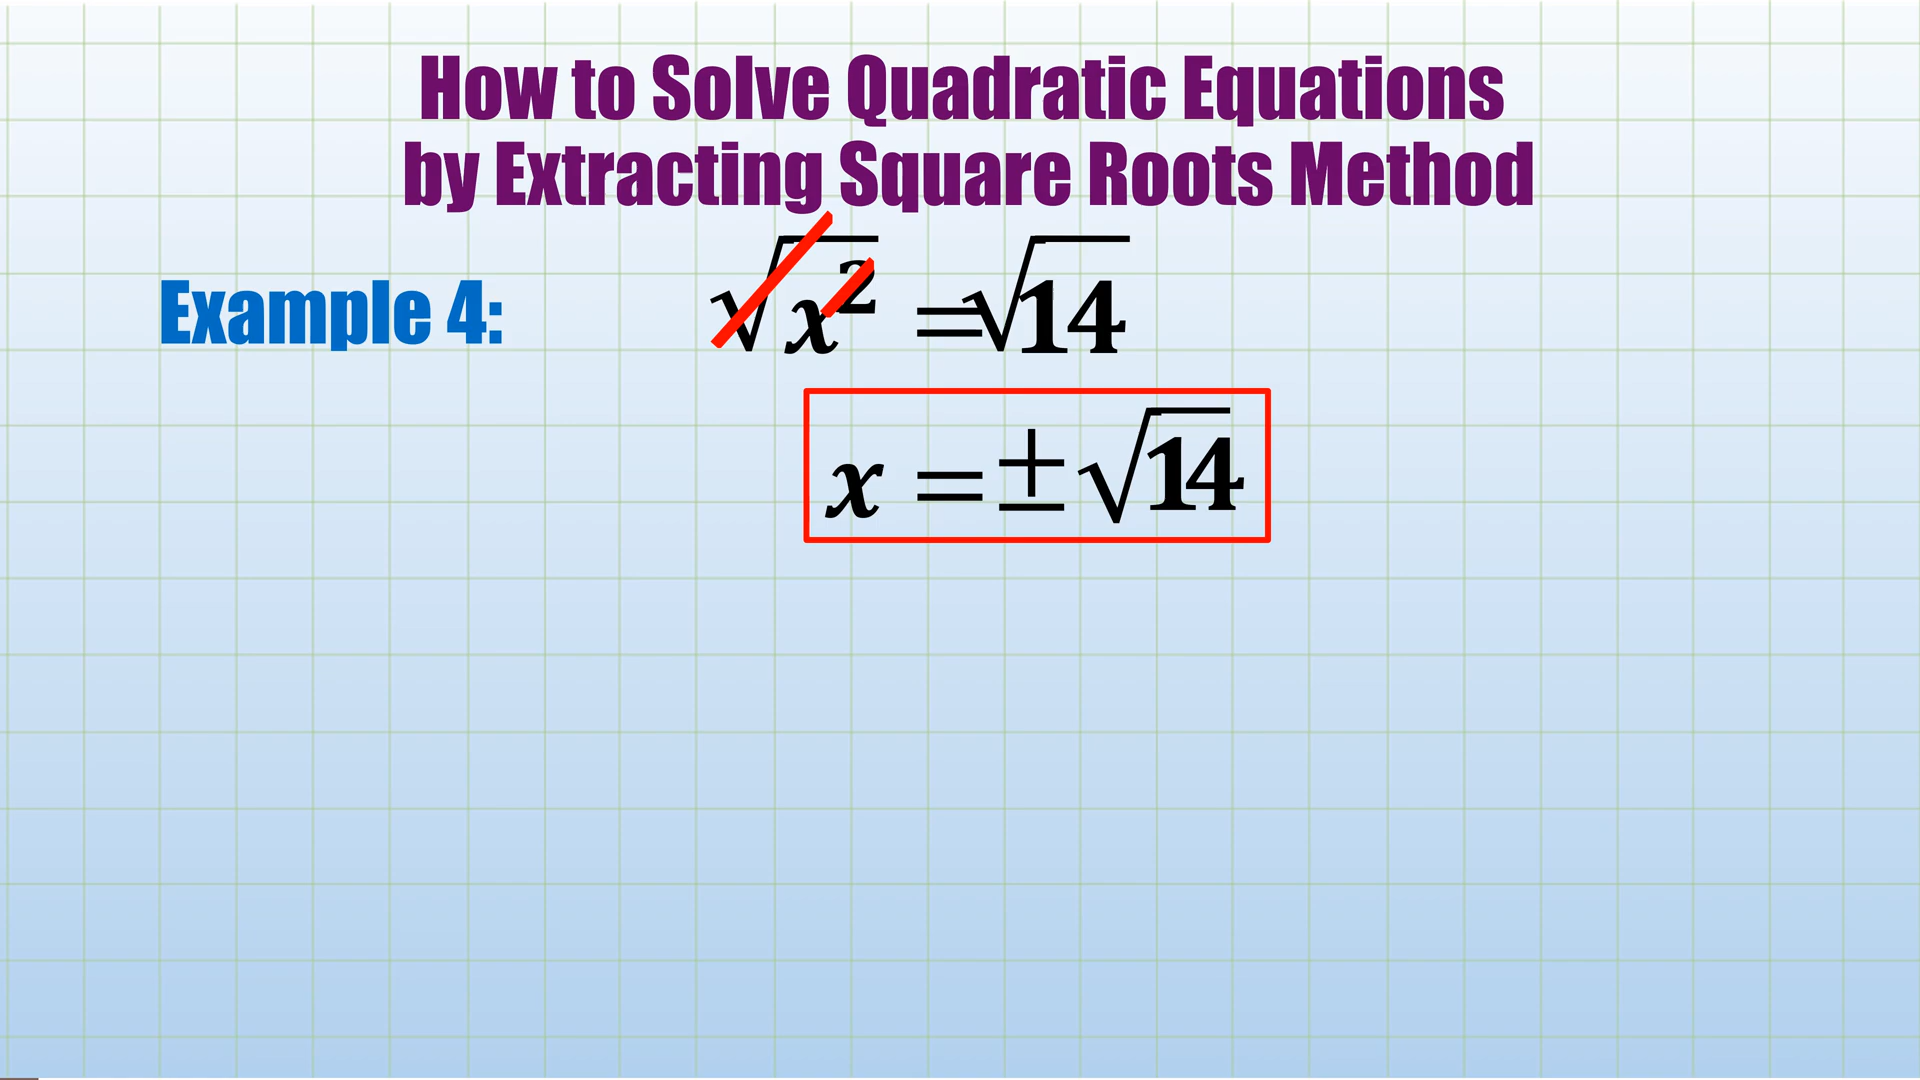 How to Solve Quadratic Equations
by Extracting Square Roots Method
Example 4: √x² = √14
x = ± √14